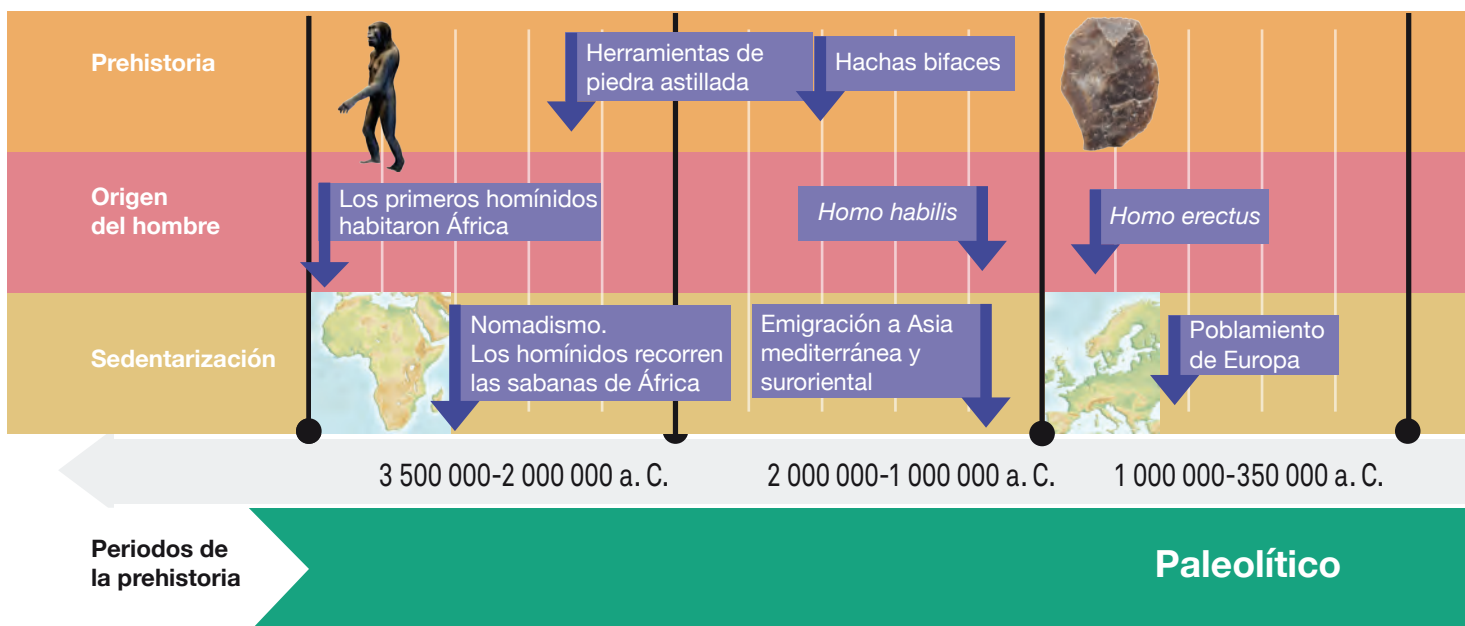 Prehistoria
Herramientas de
piedra astillada
Hachas bifaces
Origen
del hombre
Los primeros homínidos
habitaron África
Homo habilis
Homo erectus
Sedentarización
Nomadismo.
Los homínidos recorren
las sabanas de África
Emigración a Asia
mediterránea y
suroriental
Poblamiento
de Europa
3 500 000-2 000 000 a. C.
2 000 000-1 000 000 a. C.
1 000 000-350 000 a. C.
Periodos de
la prehistoria
Paleolítico